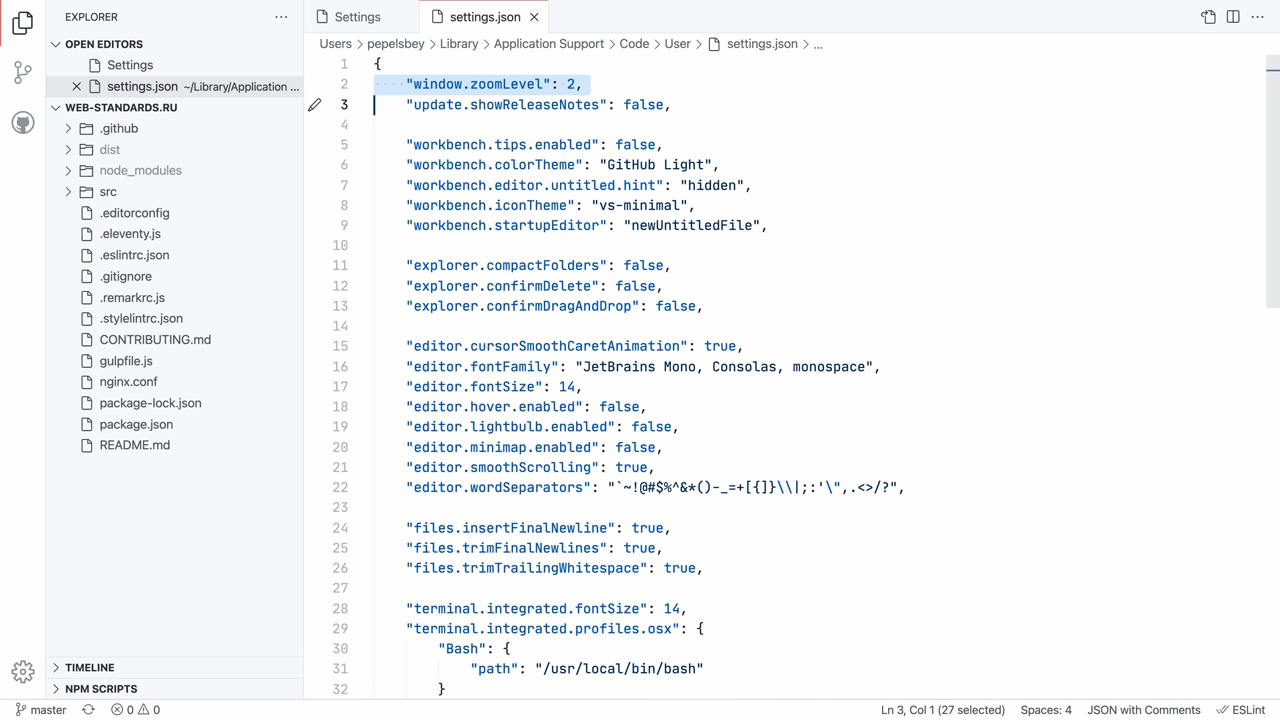 EXPLORER
OPEN EDITORS
Settings
settings.json ~/Library/Application ...
WEB-STANDARDS.RU
.github
dist
node_modules
src
.editorconfig
.eleventy.js
.eslintrc.json
.gitignore
.remarkrc.js
.stylelintrc.json
CONTRIBUTING.md
gulpfile.js
nginx.conf
package-lock.json
package.json
README.md
TIMELINE
NPM SCRIPTS
Settings settings.json
Users > pepelsbey > Library > Application Support > Code > User > settings.json > ...
1 {
2 "window.zoomLevel": 2,
3 "update.showReleaseNotes": false,
4
5 "workbench.tips.enabled": false,
6 "workbench.colorTheme": "GitHub Light",
7 "workbench.editor.untitled.hint": "hidden",
8 "workbench.iconTheme": "vs-minimal",
9 "workbench.startupEditor": "newUntitledFile",
10
11 "explorer.compactFolders": false,
12 "explorer.confirmDelete": false,
13 "explorer.confirmDragAndDrop": false,
14
15 "editor.cursorSmoothCaretAnimation": true,
16 "editor.fontFamily": "JetBrains Mono, Consolas, monospace",
17 "editor.fontSize": 14,
18 "editor.hover.enabled": false,
19 "editor.lightbulb.enabled": false,
20 "editor.minimap.enabled": false,
21 "editor.smoothScrolling": true,
22 "editor.wordSeparators": "`~!@#$%^&*()-_=+[{]}\\|;:'\",.<>/?",
23
24 "files.insertFinalNewline": true,
25 "files.trimFinalNewlines": true,
26 "files.trimTrailingWhitespace": true,
27
28 "terminal.integrated.fontSize": 14,
29 "terminal.integrated.profiles.osx": {
30 "Bash": {
31 "path": "/usr/local/bin/bash"
32 }
master 0 0 Ln 3, Col 1 (27 selected) Spaces: 4 JSON with Comments ESLint